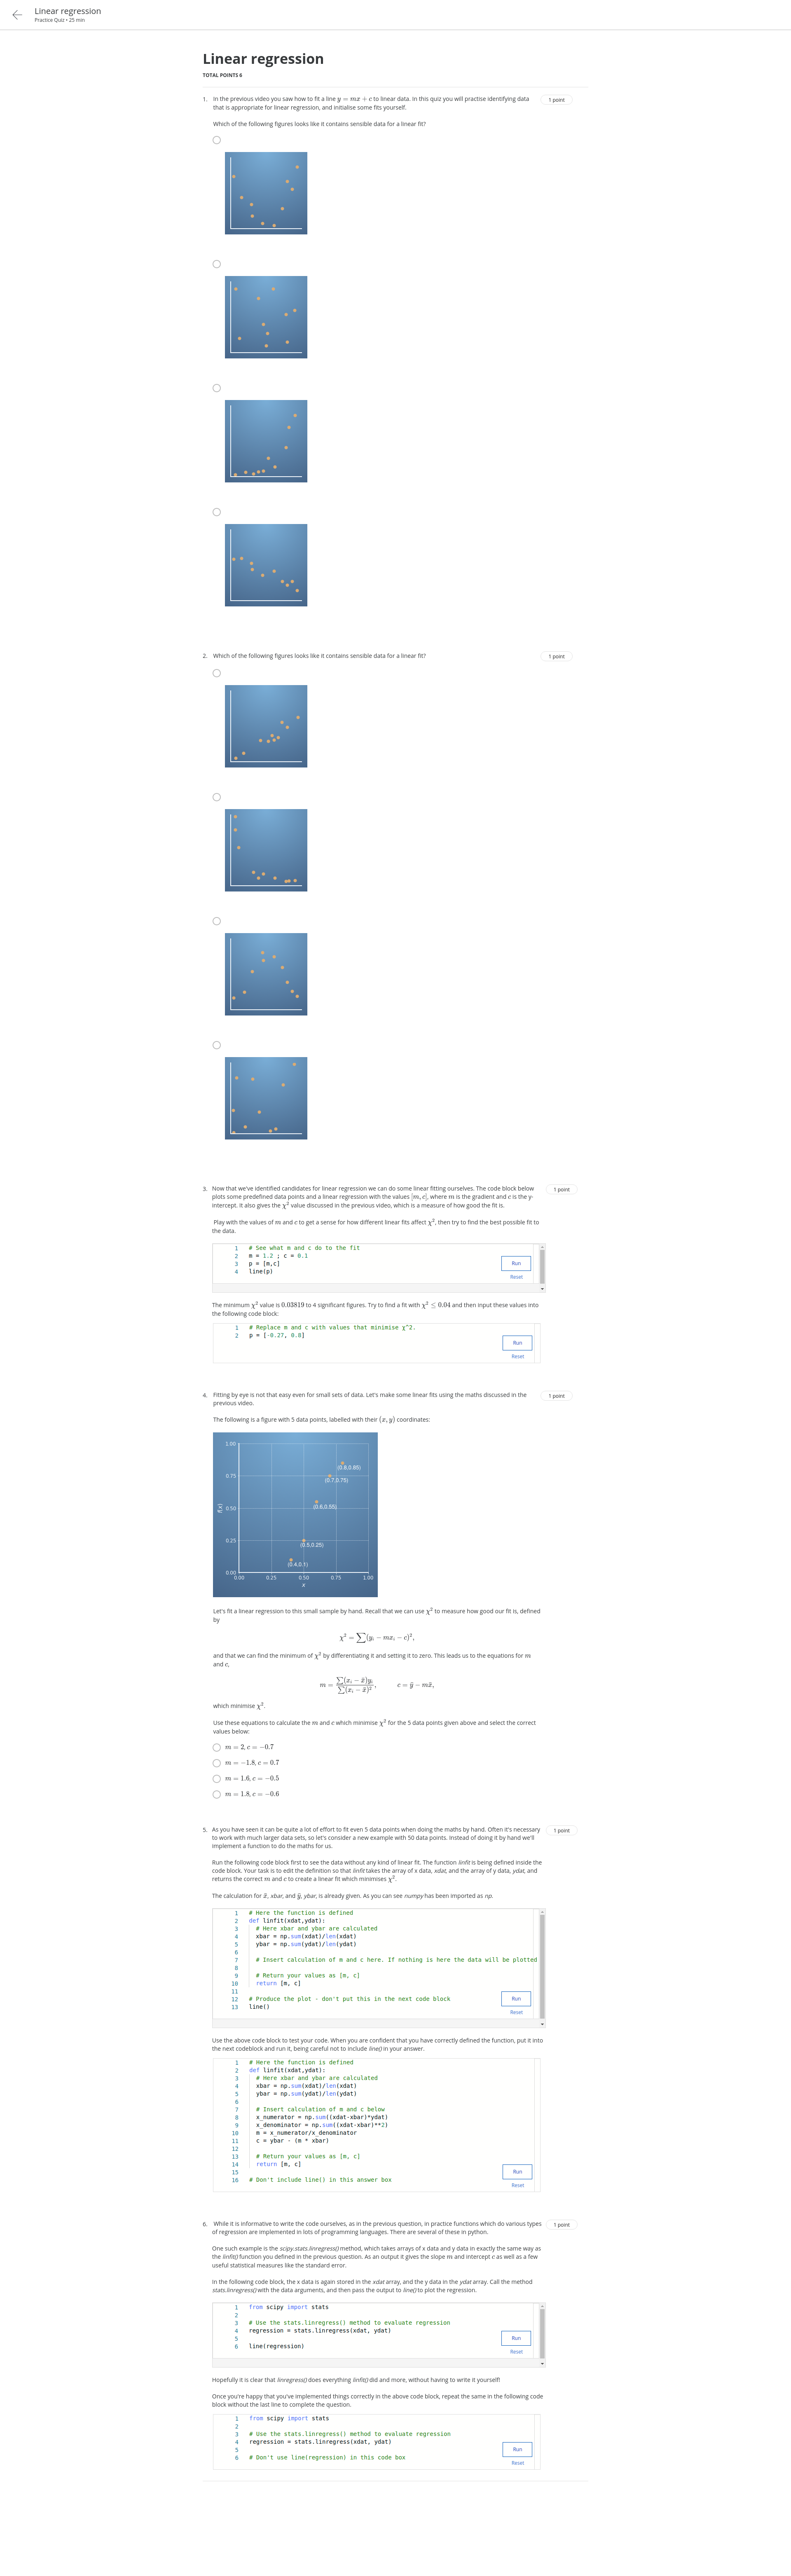 Linear regression
Practice Quiz • 25 min
Linear regression
TOTAL POINTS 6
1. In the previous video you saw how to fit a line y = mx + c to linear data. In this quiz you will practise identifying data
that is appropriate for linear regression, and initialise some fits yourself.
1 point
Which of the following figures looks like it contains sensible data for a linear fit?
2. Which of the following figures looks like it contains sensible data for a linear fit?
1 point
3. Now that we've identified candidates for linear regression we can do some linear fitting ourselves. The code block below
plots some predefined data points and a linear regression with the values [m, c], where m is the gradient and c is the y-
intercept. It also gives the χ² value discussed in the previous video, which is a measure of how good the fit is.
1 point
Play with the values of m and c to get a sense for how different linear fits affect χ², then try to find the best possible fit to
the data.
1 # See what m and c do to the fit
2 m = 1.2 ; c = 0.1
3 p = [m,c]
4 line(p)
Run
Reset
The minimum χ² value is 0.03819 to 4 significant figures. Try to find a fit with χ² ≤ 0.04 and then input these values into
the following code block:
1 # Replace m and c with values that minimise χ^2.
2 p = [-0.27, 0.8]
Run
Reset
4. Fitting by eye is not that easy even for small sets of data. Let's make some linear fits using the maths discussed in the
previous video.
1 point
The following is a figure with 5 data points, labelled with their (x, y) coordinates:
1.00
(0.8,0.85)
0.75
(0.7,0.75)
0.50
(0.6,0.55)
f(x)
0.25
(0.5,0.25)
(0.4,0.1)
0.00
0.00 0.25 0.50 0.75 1.00
x
Let's fit a linear regression to this small sample by hand. Recall that we can use χ² to measure how good our fit is, defined
by
χ² = ∑(yᵢ − mxᵢ − c)²,
and that we can find the minimum of χ² by differentiating it and setting it to zero. This leads us to the equations for m
and c,
m = ∑(xᵢ − x̄)yᵢ / ∑(xᵢ − x̄)², c = ȳ − mx̄,
which minimise χ².
Use these equations to calculate the m and c which minimise χ² for the 5 data points given above and select the correct
values below:
m = 2, c = −0.7
m = −1.8, c = 0.7
m = 1.6, c = −0.5
m = 1.8, c = −0.6
5. As you have seen it can be quite a lot of effort to fit even 5 data points when doing the maths by hand. Often it's necessary
to work with much larger data sets, so let's consider a new example with 50 data points. Instead of doing it by hand we'll
implement a function to do the maths for us.
1 point
Run the following code block first to see the data without any kind of linear fit. The function linfit is being defined inside the
code block. Your task is to edit the definition so that linfit takes the array of x data, xdat, and the array of y data, ydat, and
returns the correct m and c to create a linear fit which minimises χ².
The calculation for x̄, xbar, and ȳ, ybar, is already given. As you can see numpy has been imported as np.
1 # Here the function is defined
2 def linfit(xdat,ydat):
3 # Here xbar and ybar are calculated
4 xbar = np.sum(xdat)/len(xdat)
5 ybar = np.sum(ydat)/len(ydat)
6
7 # Insert calculation of m and c here. If nothing is here the data will be plotted
8
9 # Return your values as [m, c]
10 return [m, c]
11
12 # Produce the plot - don't put this in the next code block
13 line()
Run
Reset
Use the above code block to test your code. When you are confident that you have correctly defined the function, put it into
the next codeblock and run it, being careful not to include line() in your answer.
1 # Here the function is defined
2 def linfit(xdat,ydat):
3 # Here xbar and ybar are calculated
4 xbar = np.sum(xdat)/len(xdat)
5 ybar = np.sum(ydat)/len(ydat)
6
7 # Insert calculation of m and c below
8 x_numerator = np.sum((xdat-xbar)*ydat)
9 x_denominator = np.sum((xdat-xbar)**2)
10 m = x_numerator/x_denominator
11 c = ybar - (m * xbar)
12
13 # Return your values as [m, c]
14 return [m, c]
15
16 # Don't include line() in this answer box
Run
Reset
6. While it is informative to write the code ourselves, as in the previous question, in practice functions which do various types
of regression are implemented in lots of programming languages. There are several of these in python.
1 point
One such example is the scipy.stats.linregress() method, which takes arrays of x data and y data in exactly the same way as
the linfit() function you defined in the previous question. As an output it gives the slope m and intercept c as well as a few
useful statistical measures like the standard error.
In the following code block, the x data is again stored in the xdat array, and the y data in the ydat array. Call the method
stats.linregress() with the data arguments, and then pass the output to line() to plot the regression.
1 from scipy import stats
2
3 # Use the stats.linregress() method to evaluate regression
4 regression = stats.linregress(xdat, ydat)
5
6 line(regression)
Run
Reset
Hopefully it is clear that linregress() does everything linfit() did and more, without having to write it yourself!
Once you're happy that you've implemented things correctly in the above code block, repeat the same in the following code
block without the last line to complete the question.
1 from scipy import stats
2
3 # Use the stats.linregress() method to evaluate regression
4 regression = stats.linregress(xdat, ydat)
5
6 # Don't use line(regression) in this code box
Run
Reset